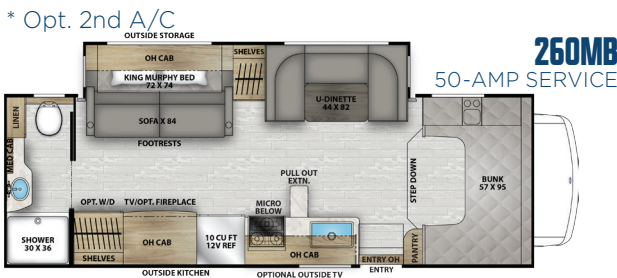 * Opt. 2nd A/C
260MB
50-AMP SERVICE
OUTSIDE STORAGE
OH CAB
SHELVES
KING MURPHY BED
72 X 74
SOFA X 84
FOOTRESTS
U-DINETTE
44 X 82
LINEN
MED CAB
PULL OUT
EXTN.
STEP DOWN
BUNK
57 X 95
OPT. W/D
TV/OPT. FIREPLACE
MICRO
BELOW
SHOWER
30 X 36
SHELVES
OH CAB
10 CU FT
12V REF
OH CAB
ENTRY OH
PANTRY
OUTSIDE KITCHEN
OPTIONAL OUTSIDE TV
ENTRY